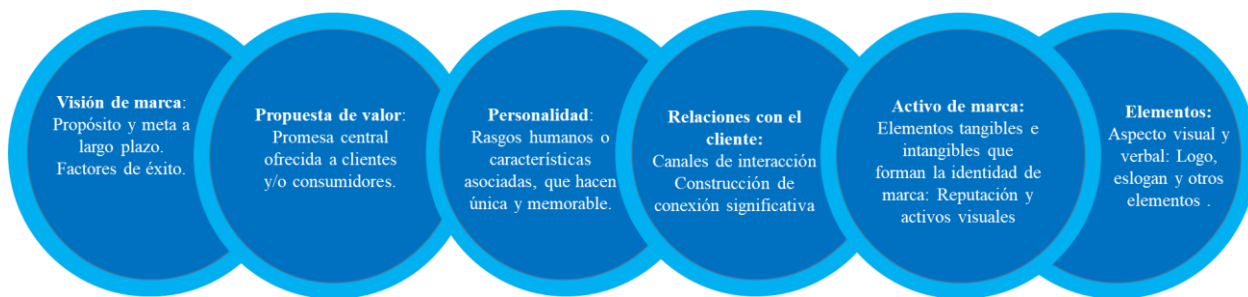 Visión de marca:
Propósito y meta a
largo plazo.
Factores de éxito.
Propuesta de valor:
Promesa central
ofrecida a clientes
y/o consumidores.
Personalidad:
Rasgos humanos o
características
asociadas, que hacen
única y memorable.
Relaciones con el
cliente:
Canales de interacción
Construcción de
conexión significativa
Activo de marca:
Elementos tangibles e
intangibles que
forman la identidad de
marca: Reputación y
activos visuales
Elementos:
Aspecto visual y
verbal: Logo,
eslogan y otros
elementos .